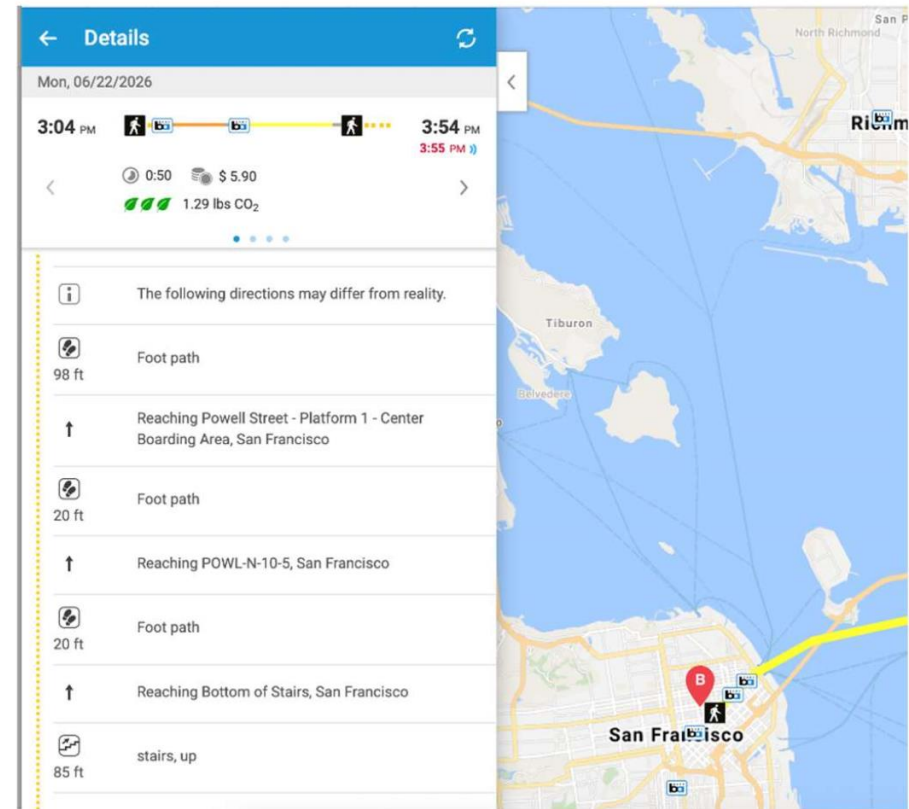 ← Details
Mon, 06/22/2026
3:04 PM
3:54 PM
3:55 PM
0:50 $ 5.90
1.29 lbs CO₂
The following directions may differ from reality.
98 ft
Foot path
Reaching Powell Street - Platform 1 - Center
Boarding Area, San Francisco
20 ft
Foot path
Reaching POWL-N-10-5, San Francisco
20 ft
Foot path
Reaching Bottom of Stairs, San Francisco
85 ft
stairs, up
San P
North Richmond
Tiburon
Belvedere
B